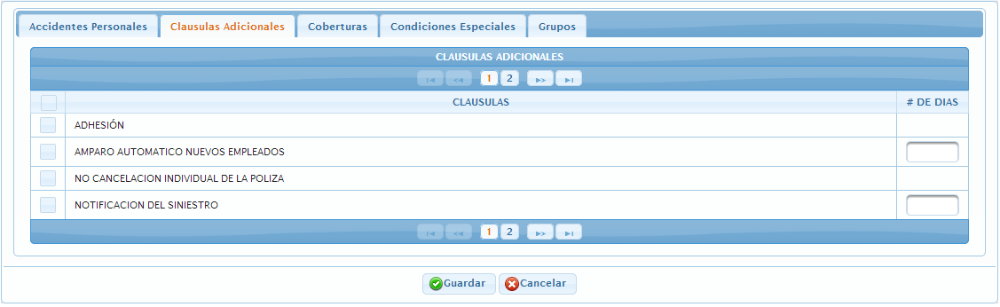 Accidentes Personales Clausulas Adicionales Coberturas Condiciones Especiales Grupos
CLAUSULAS ADICIONALES
1 2
CLAUSULAS # DE DIAS
ADHESIÓN
AMPARO AUTOMATICO NUEVOS EMPLEADOS
NO CANCELACION INDIVIDUAL DE LA POLIZA
NOTIFICACION DEL SINIESTRO
1 2
Guardar Cancelar